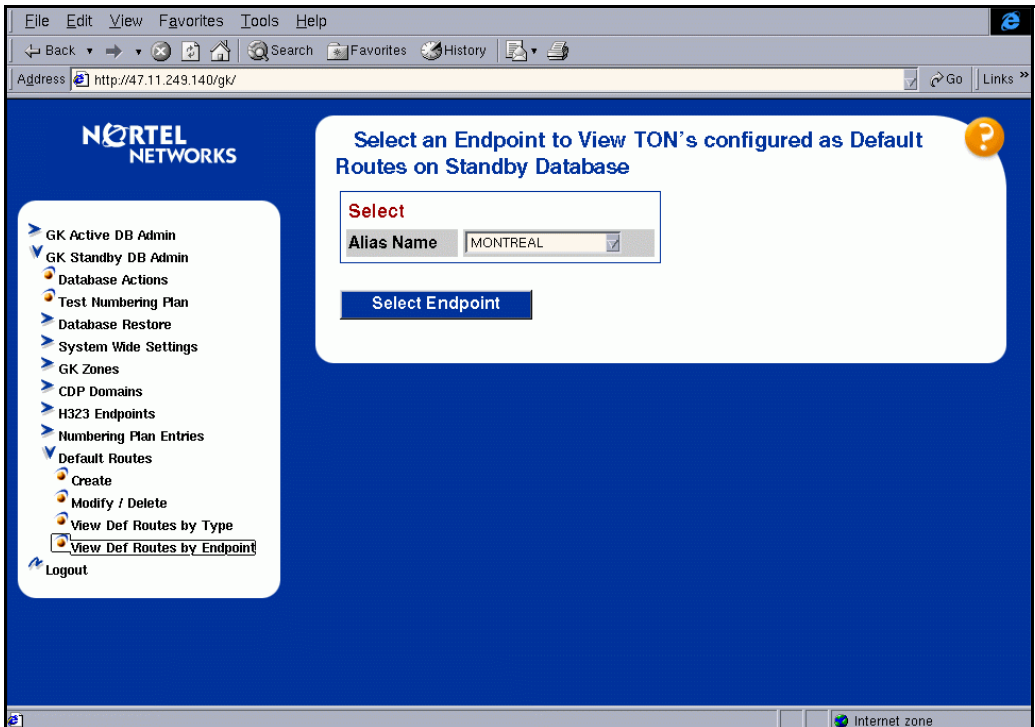 File Edit View Favorites Tools Help
Back Search Favorites History
Address http://47.11.249.140/gk/ Go Links »
NORTEL
NETWORKS
GK Active DB Admin
GK Standby DB Admin
Database Actions
Test Numbering Plan
Database Restore
System Wide Settings
GK Zones
CDP Domains
H323 Endpoints
Numbering Plan Entries
Default Routes
Create
Modify / Delete
View Def Routes by Type
View Def Routes by Endpoint
Logout
Select an Endpoint to View TON's configured as Default
Routes on Standby Database
?
Select
Alias Name MONTREAL
Select Endpoint
Internet zone